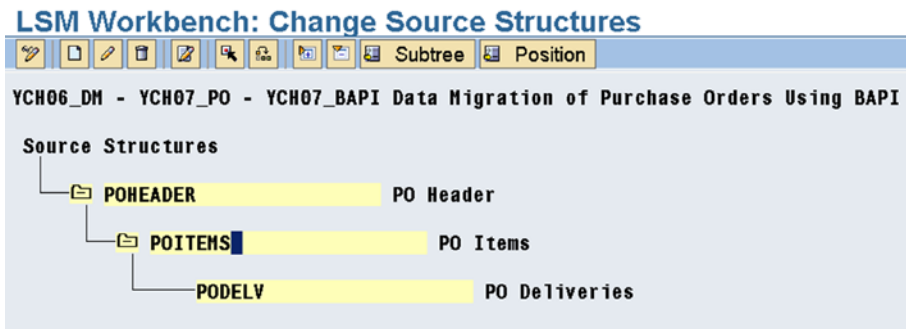 LSM Workbench: Change Source Structures
Subtree Position
YCH06_DM - YCH07_PO - YCH07_BAPI Data Migration of Purchase Orders Using BAPI
Source Structures
POHEADER PO Header
POITEMS PO Items
PODELV PO Deliveries